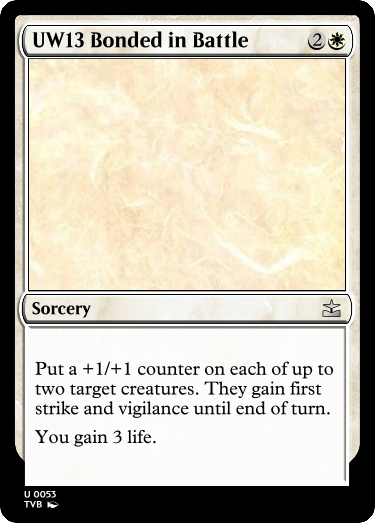 UW13 Bonded in Battle 2
Sorcery
Put a +1/+1 counter on each of up to
two target creatures. They gain first
strike and vigilance until end of turn.
You gain 3 life.
U 0053
TVB